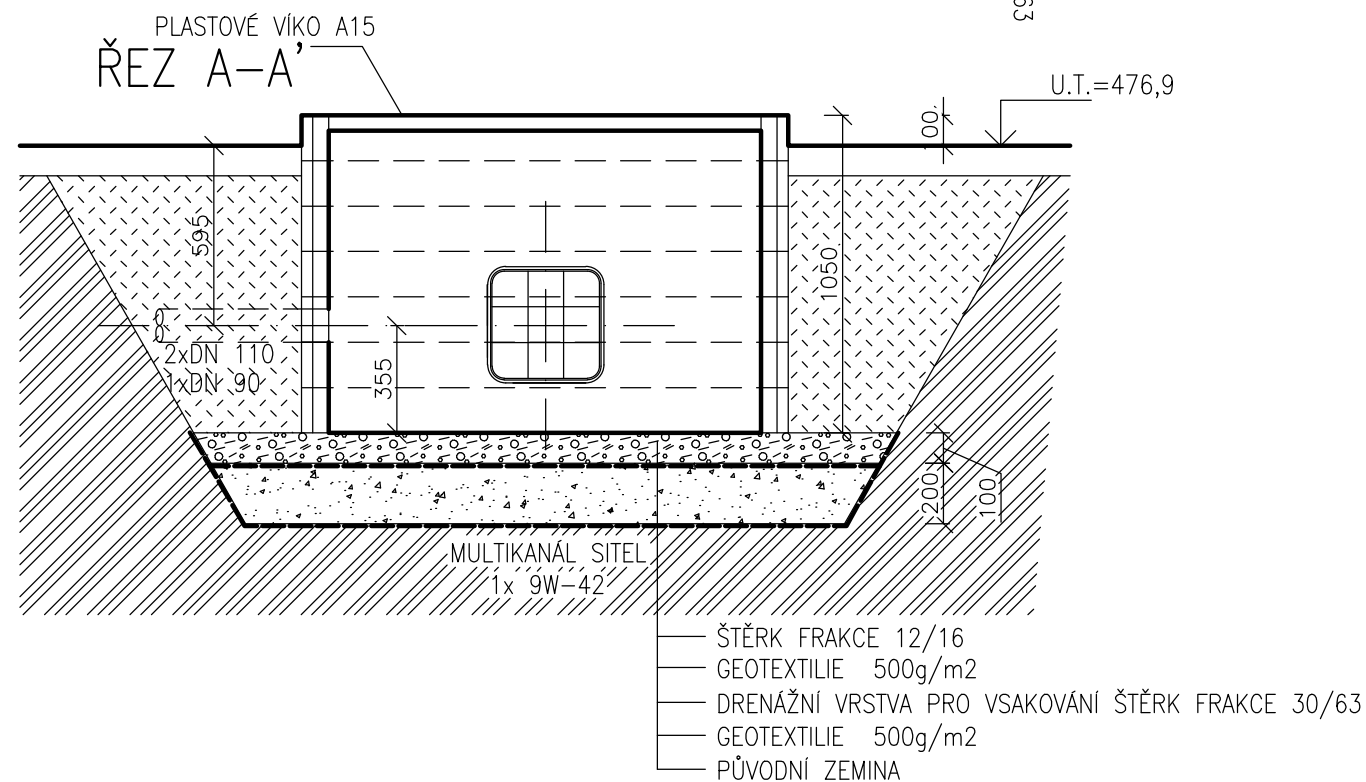 63
PLASTOVÉ VÍKO A15
ŘEZ A-A'
U.T.=476,9
100
595
1050
2xDN 110
1xDN 90
355
200
100
MULTIKANÁL SITEL
1x 9W-42
ŠTĚRK FRAKCE 12/16
GEOTEXTILIE 500g/m2
DRENÁŽNÍ VRSTVA PRO VSAKOVÁNÍ ŠTĚRK FRAKCE 30/63
GEOTEXTILIE 500g/m2
PŮVODNÍ ZEMINA